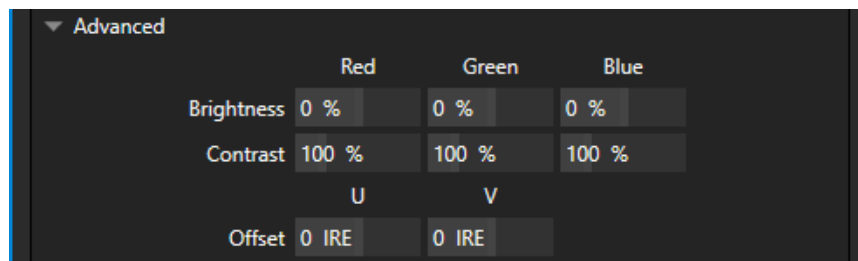 Advanced
Red Green Blue
Brightness 0 % 0 % 0 %
Contrast 100 % 100 % 100 %
U V
Offset 0 IRE 0 IRE